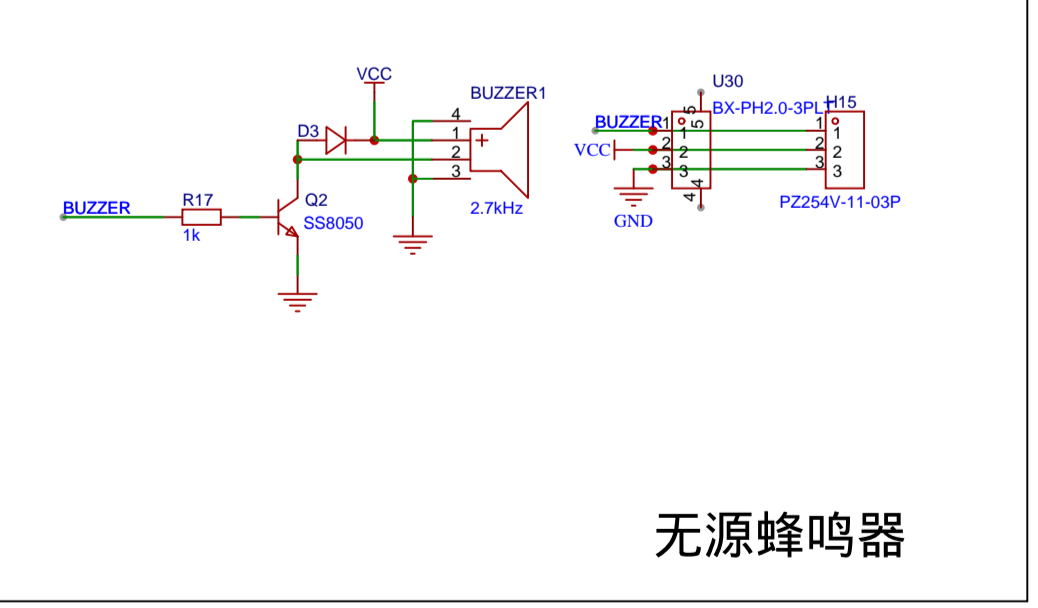 VCC
D3
BUZZER1
4
1
2
3
2.7kHz
BUZZER
R17
1k
Q2
SS8050
U30
BX-PH2.0-3PLT
H15
BUZZER
VCC
GND
1
2
3
1
2
3
5
5
4
4
1
2
3
1
2
3
PZ254V-11-03P
无源蜂鸣器